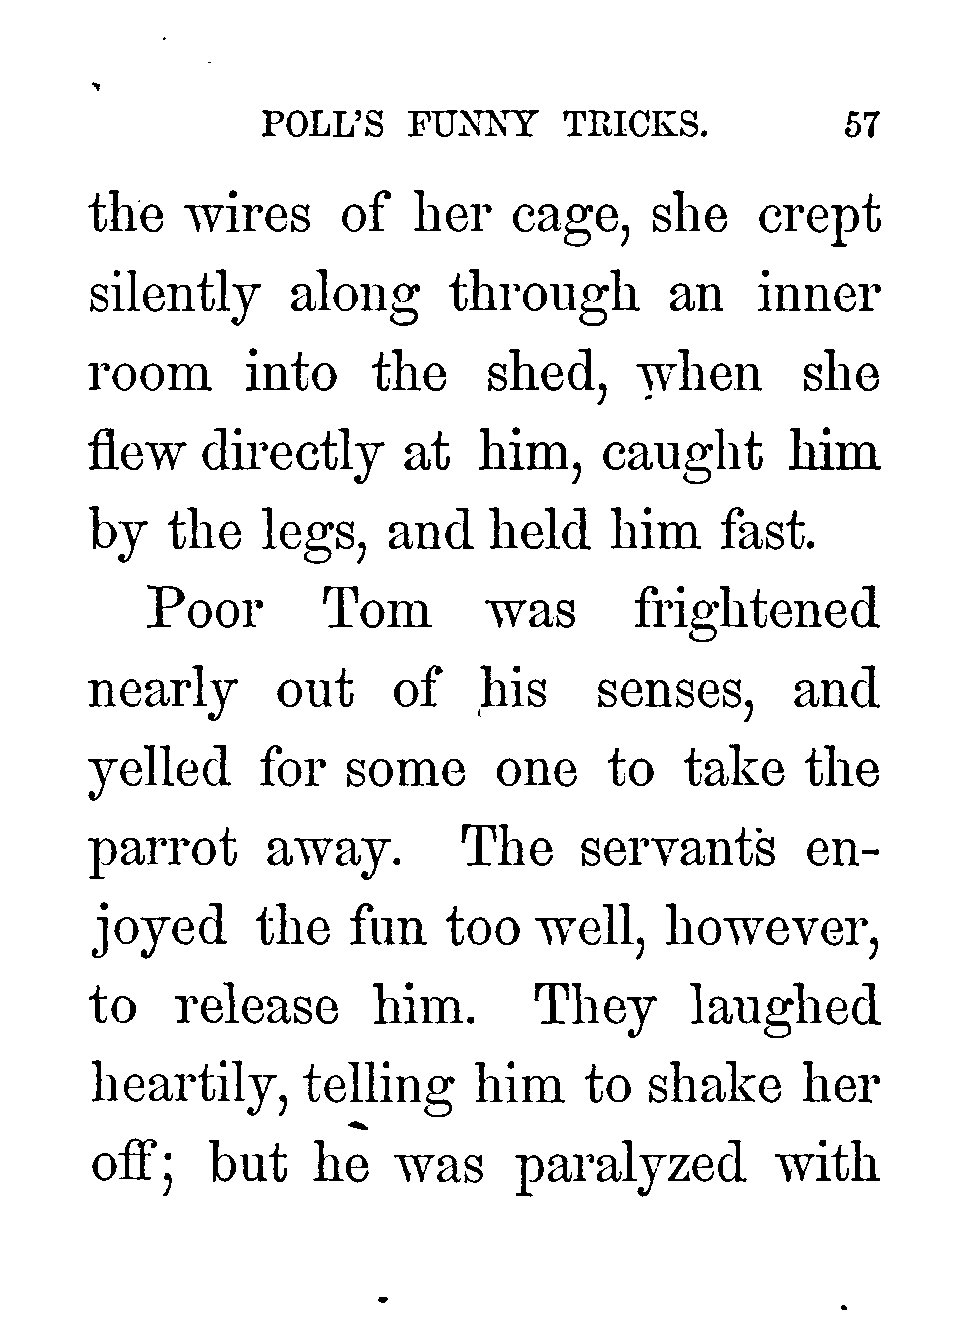 POLL'S FUNNY TRICKS. 57
the wires of her cage, she crept
silently along through an inner
room into the shed, when she
flew directly at him, caught him
by the legs, and held him fast.
Poor Tom was frightened
nearly out of his senses, and
yelled for some one to take the
parrot away. The servants en-
joyed the fun too well, however,
to release him. They laughed
heartily, telling him to shake her
off; but he was paralyzed with